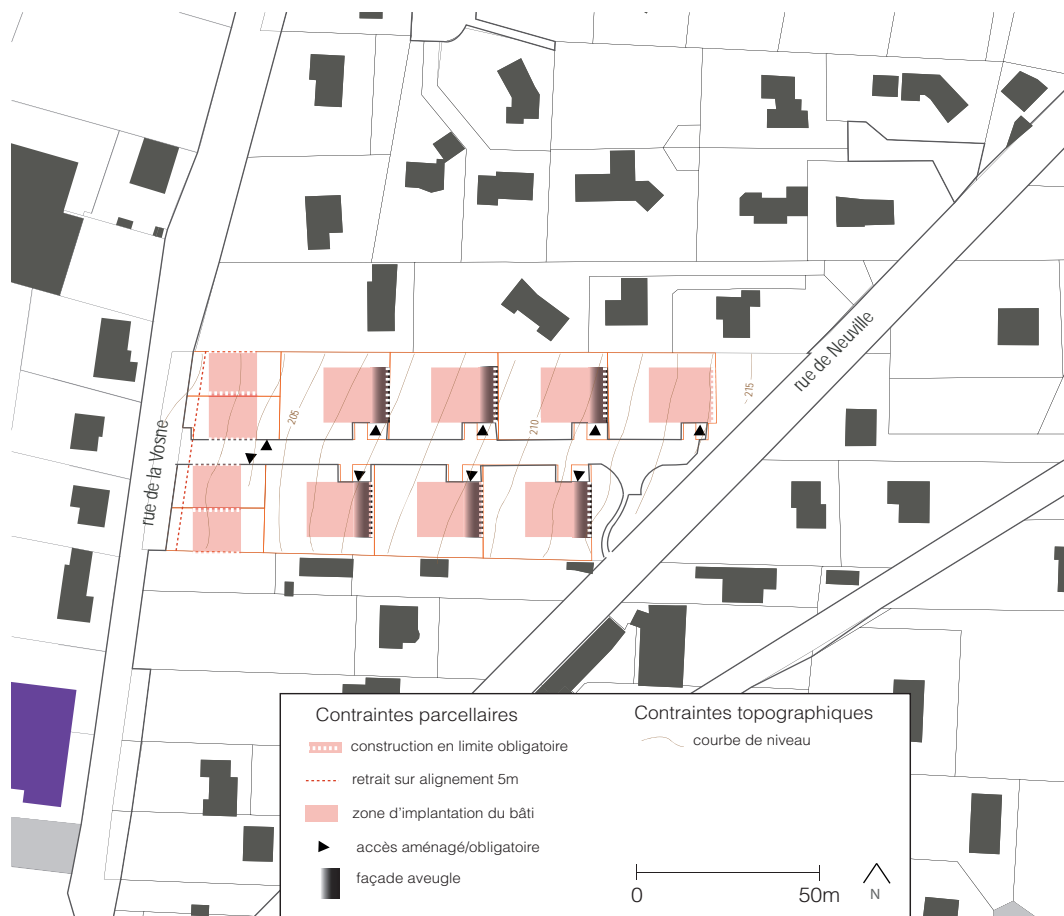 205
210
215
rue de Neuville
rue de la Vosne
Contraintes parcellaires
construction en limite obligatoire
retrait sur alignement 5m
zone d'implantation du bâti
accès aménagé/obligatoire
façade aveugle
Contraintes topographiques
courbe de niveau
0
50m
N